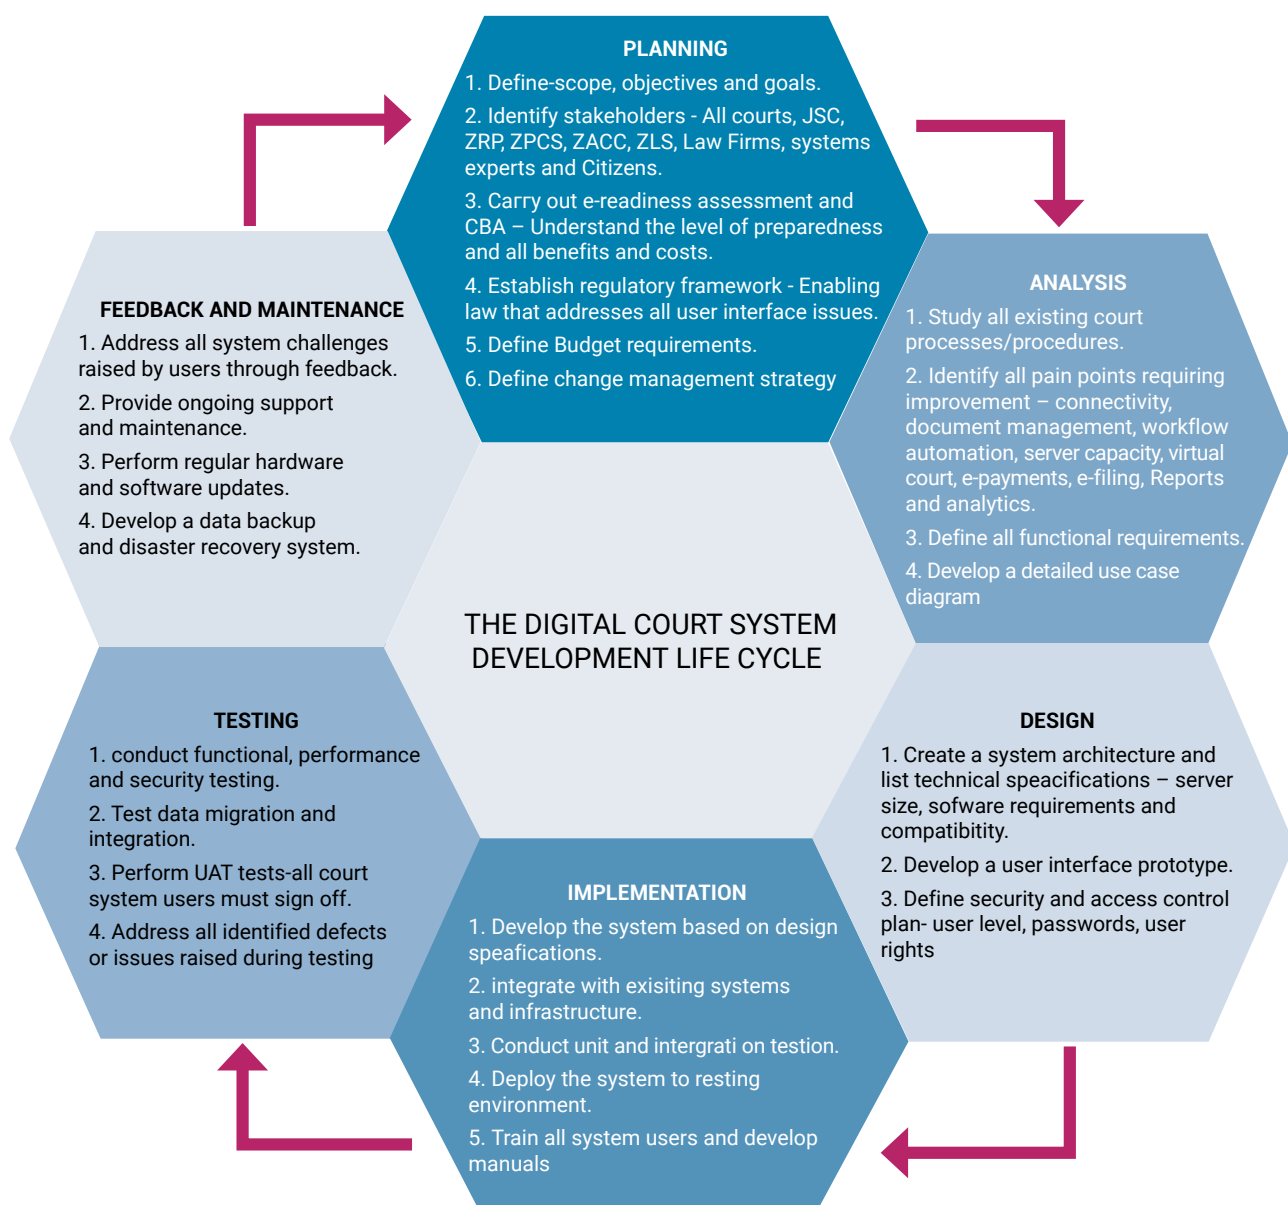 PLANNING
1. Define-scope, objectives and goals.
2. Identify stakeholders - All courts, JSC,
ZRP, ZPCS, ZACC, ZLS, Law Firms, systems
experts and Citizens.
3. Carry out e-readiness assessment and
CBA – Understand the level of preparedness
and all benefits and costs.
4. Establish regulatory framework - Enabling
law that addresses all user interface issues.
5. Define Budget requirements.
6. Define change management strategy
ANALYSIS
1. Study all existing court
processes/procedures.
2. Identify all pain points requiring
improvement – connectivity,
document management, workflow
automation, server capacity, virtual
court, e-payments, e-filing, Reports
and analytics.
3. Define all functional requirements.
4. Develop a detailed use case
diagram
DESIGN
1. Create a system architecture and
list technical speacifications – server
size, sofware requirements and
compatibitity.
2. Develop a user interface prototype.
3. Define security and access control
plan- user level, passwords, user
rights
IMPLEMENTATION
1. Develop the system based on design
speafications.
2. integrate with exisiting systems
and infrastructure.
3. Conduct unit and intergrati on testion.
4. Deploy the system to resting
environment.
5. Train all system users and develop
manuals
TESTING
1. conduct functional, performance
and security testing.
2. Test data migration and
integration.
3. Perform UAT tests-all court
system users must sign off.
4. Address all identified defects
or issues raised during testing
FEEDBACK AND MAINTENANCE
1. Address all system challenges
raised by users through feedback.
2. Provide ongoing support
and maintenance.
3. Perform regular hardware
and software updates.
4. Develop a data backup
and disaster recovery system.
THE DIGITAL COURT SYSTEM
DEVELOPMENT LIFE CYCLE